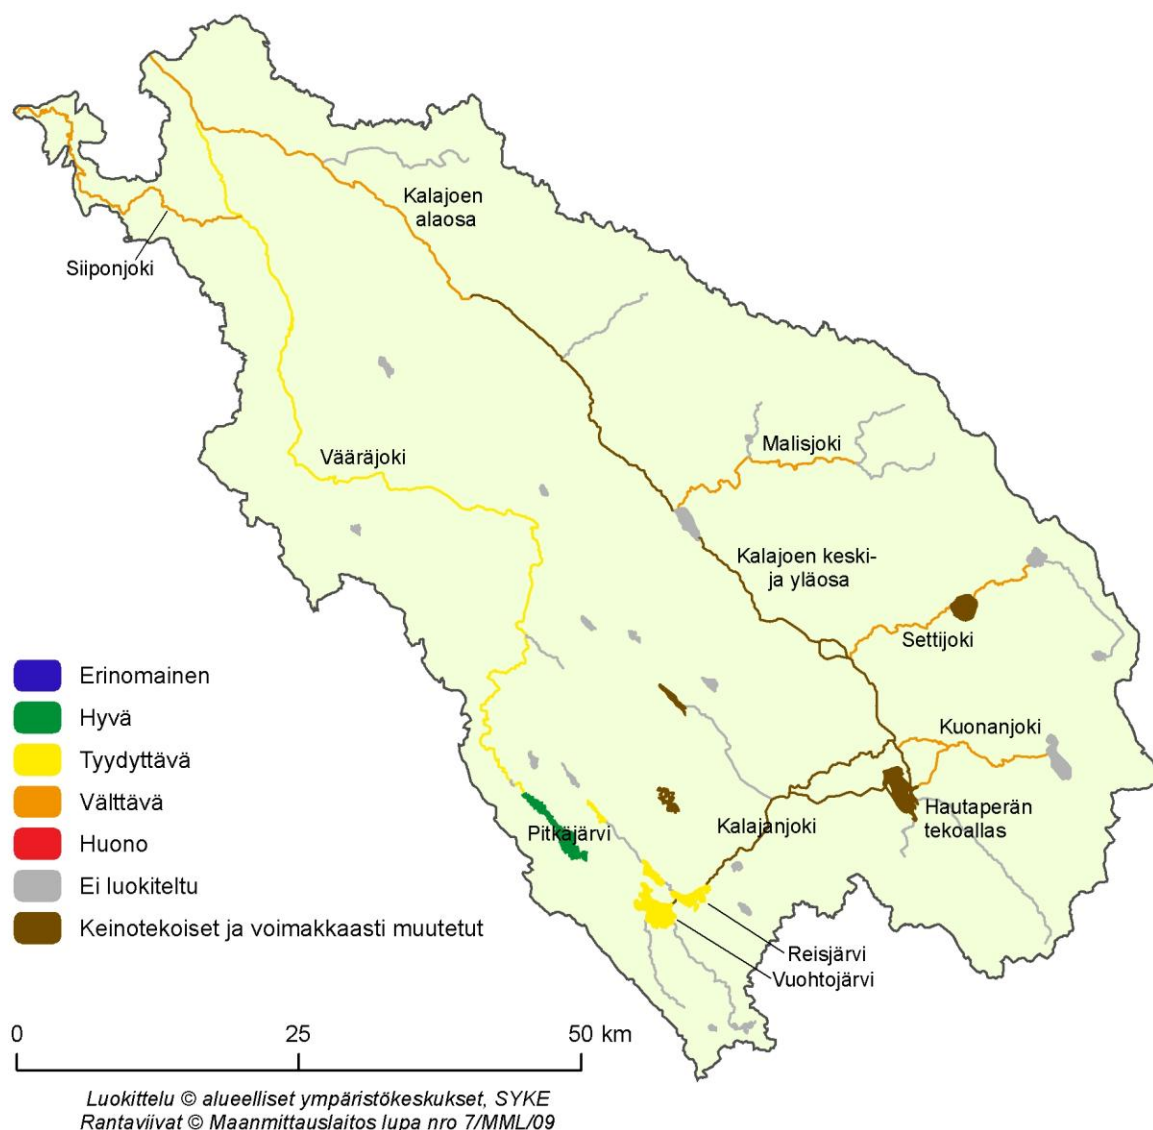 Kalajoen
alaosa
Siiponjoki
Vääräjoki
Malisjoki
Kalajoen keski-
ja yläosa
Settijoki
Kuonanjoki
Hautaperän
tekoallas
Kalajanjoki
Pitkäjärvi
Reisjärvi
Vuohtojärvi
Erinomainen
Hyvä
Tyydyttävä
Välttävä
Huono
Ei luokiteltu
Keinotekoiset ja voimakkaasti muutetut
0 25 50 km
Luokittelu © alueelliset ympäristökeskukset, SYKE
Rantaviivat © Maanmittauslaitos lupa nro 7/MML/09